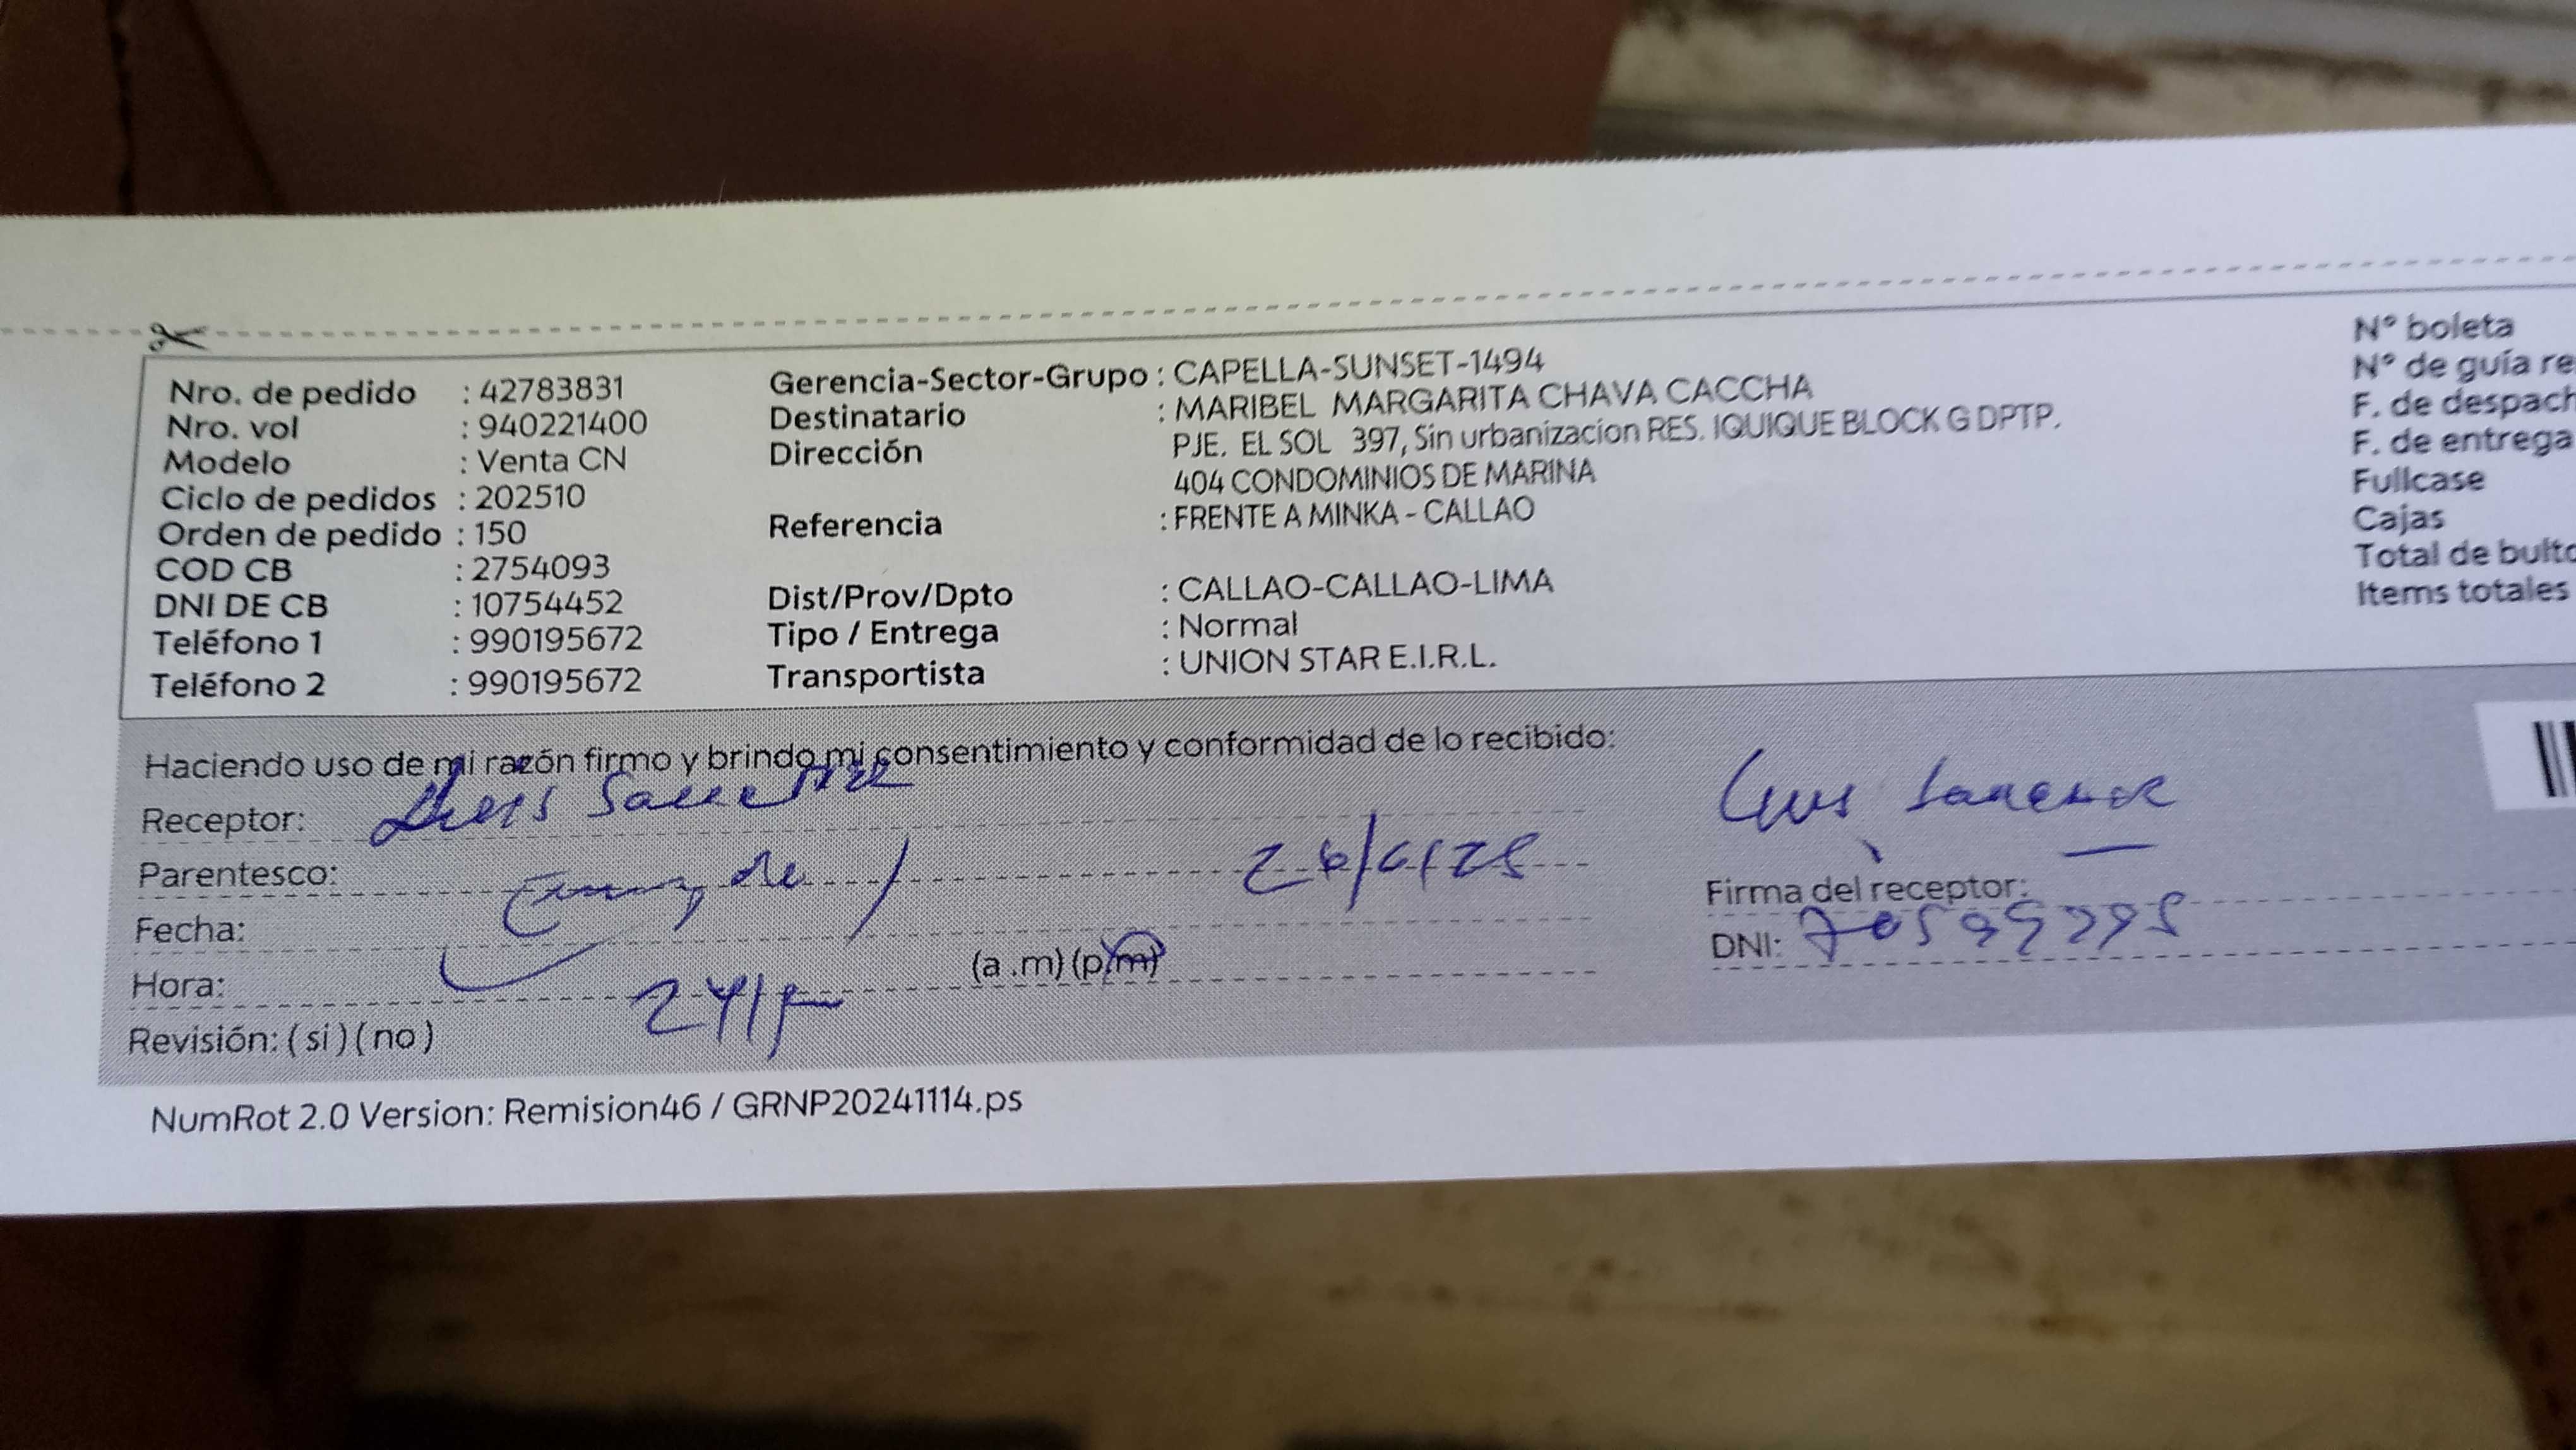 Nro. de pedido : 42783831
Nro. vol : 940221400
Modelo : Venta CN
Ciclo de pedidos : 202510
Orden de pedido : 150
COD CB : 2754093
DNI DE CB : 10754452
Teléfono 1 : 990195672
Teléfono 2 : 990195672
Gerencia-Sector-Grupo : CAPELLA-SUNSET-1494
Destinatario : MARIBEL MARGARITA CHAVA CACCHA
Dirección PJE. EL SOL 397, Sin urbanizacion RES. IQUIQUE BLOCK G DPTP.
404 CONDOMINIOS DE MARINA
Referencia : FRENTE A MINKA - CALLAO
Dist/Prov/Dpto : CALLAO-CALLAO-LIMA
Tipo / Entrega : Normal
Transportista : UNION STAR E.I.R.L.
N° boleta
N° de guía re
F. de despach
F. de entrega
Fullcase
Cajas
Total de bulto
Items totales
Haciendo uso de mi razón firmo y brindo mi consentimiento y conformidad de lo recibido:
Receptor: Luis
Parentesco:
Fecha: 26/6/25
Hora: (a .m) (p.m)
Revisión: ( si ) ( no )
Luis
Firma del receptor:
DNI:
NumRot 2.0 Version: Remision46 / GRNP20241114.ps